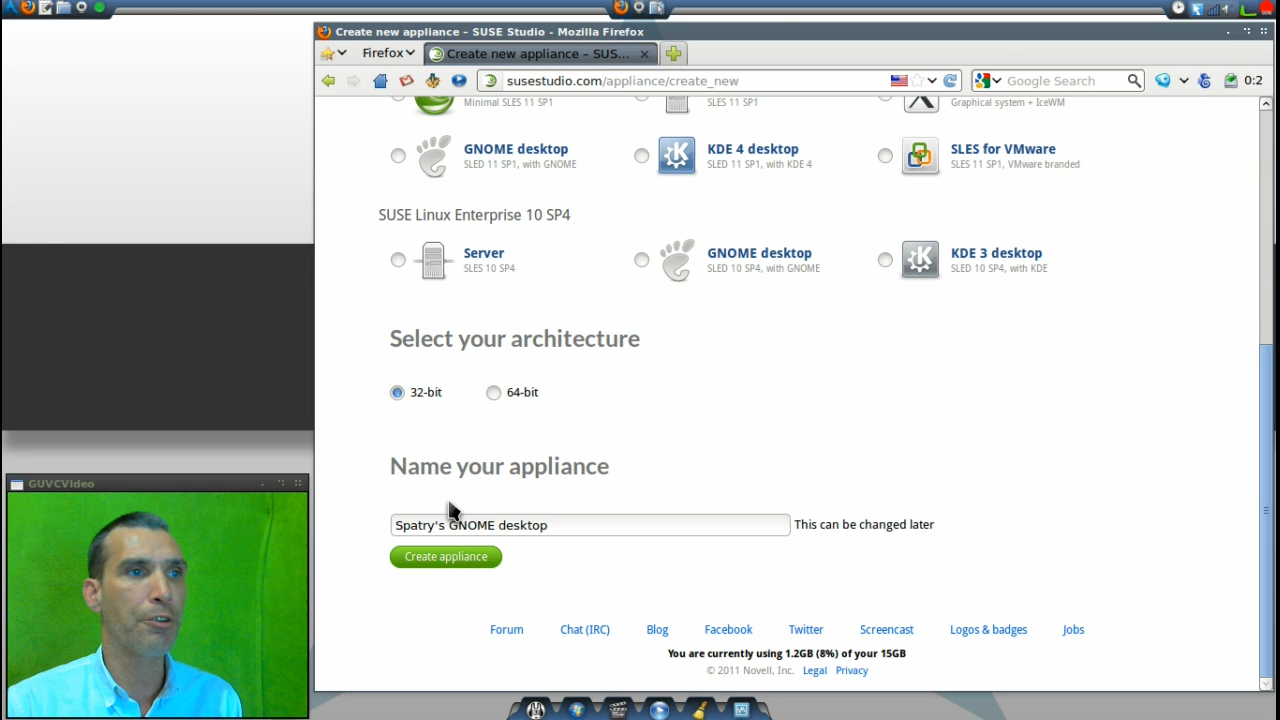 Create new appliance – SUSE Studio - Mozilla Firefox
Firefox
Create new appliance – SUS...
susestudio.com/appliance/create_new
Google Search
0:2
Minimal SLES 11 SP1
SLES 11 SP1
Graphical system + IceWM
GNOME desktop
SLED 11 SP1, with GNOME
KDE 4 desktop
SLED 11 SP1, with KDE 4
SLES for VMware
SLES 11 SP1, VMware branded
SUSE Linux Enterprise 10 SP4
Server
SLES 10 SP4
GNOME desktop
SLED 10 SP4, with GNOME
KDE 3 desktop
SLED 10 SP4, with KDE
Select your architecture
32-bit
64-bit
Name your appliance
Spatry's GNOME desktop
This can be changed later
Create appliance
Forum Chat (IRC) Blog Facebook Twitter Screencast Logos & badges Jobs
You are currently using 1.2GB (8%) of your 15GB
© 2011 Novell, Inc. Legal Privacy
GUVCVIdeo